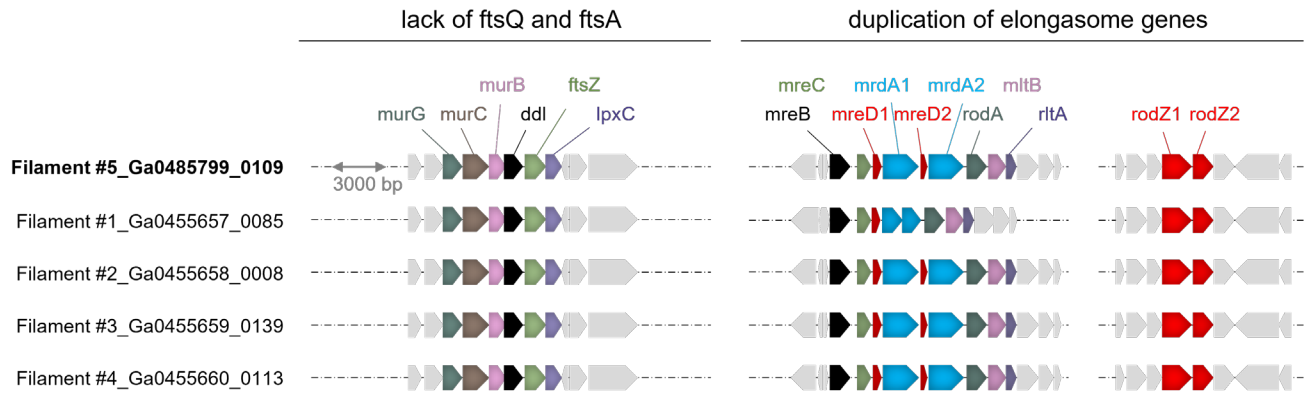 lack of ftsQ and ftsA
duplication of elongasome genes
murB ftsZ
murG murC ddl lpxC
mreC mrdA1 mrdA2 mltB
mreB mreD1 mreD2 rodA rltA
rodZ1 rodZ2
Filament #5_Ga0485799_0109
3000 bp
Filament #1_Ga0455657_0085
Filament #2_Ga0455658_0008
Filament #3_Ga0455659_0139
Filament #4_Ga0455660_0113